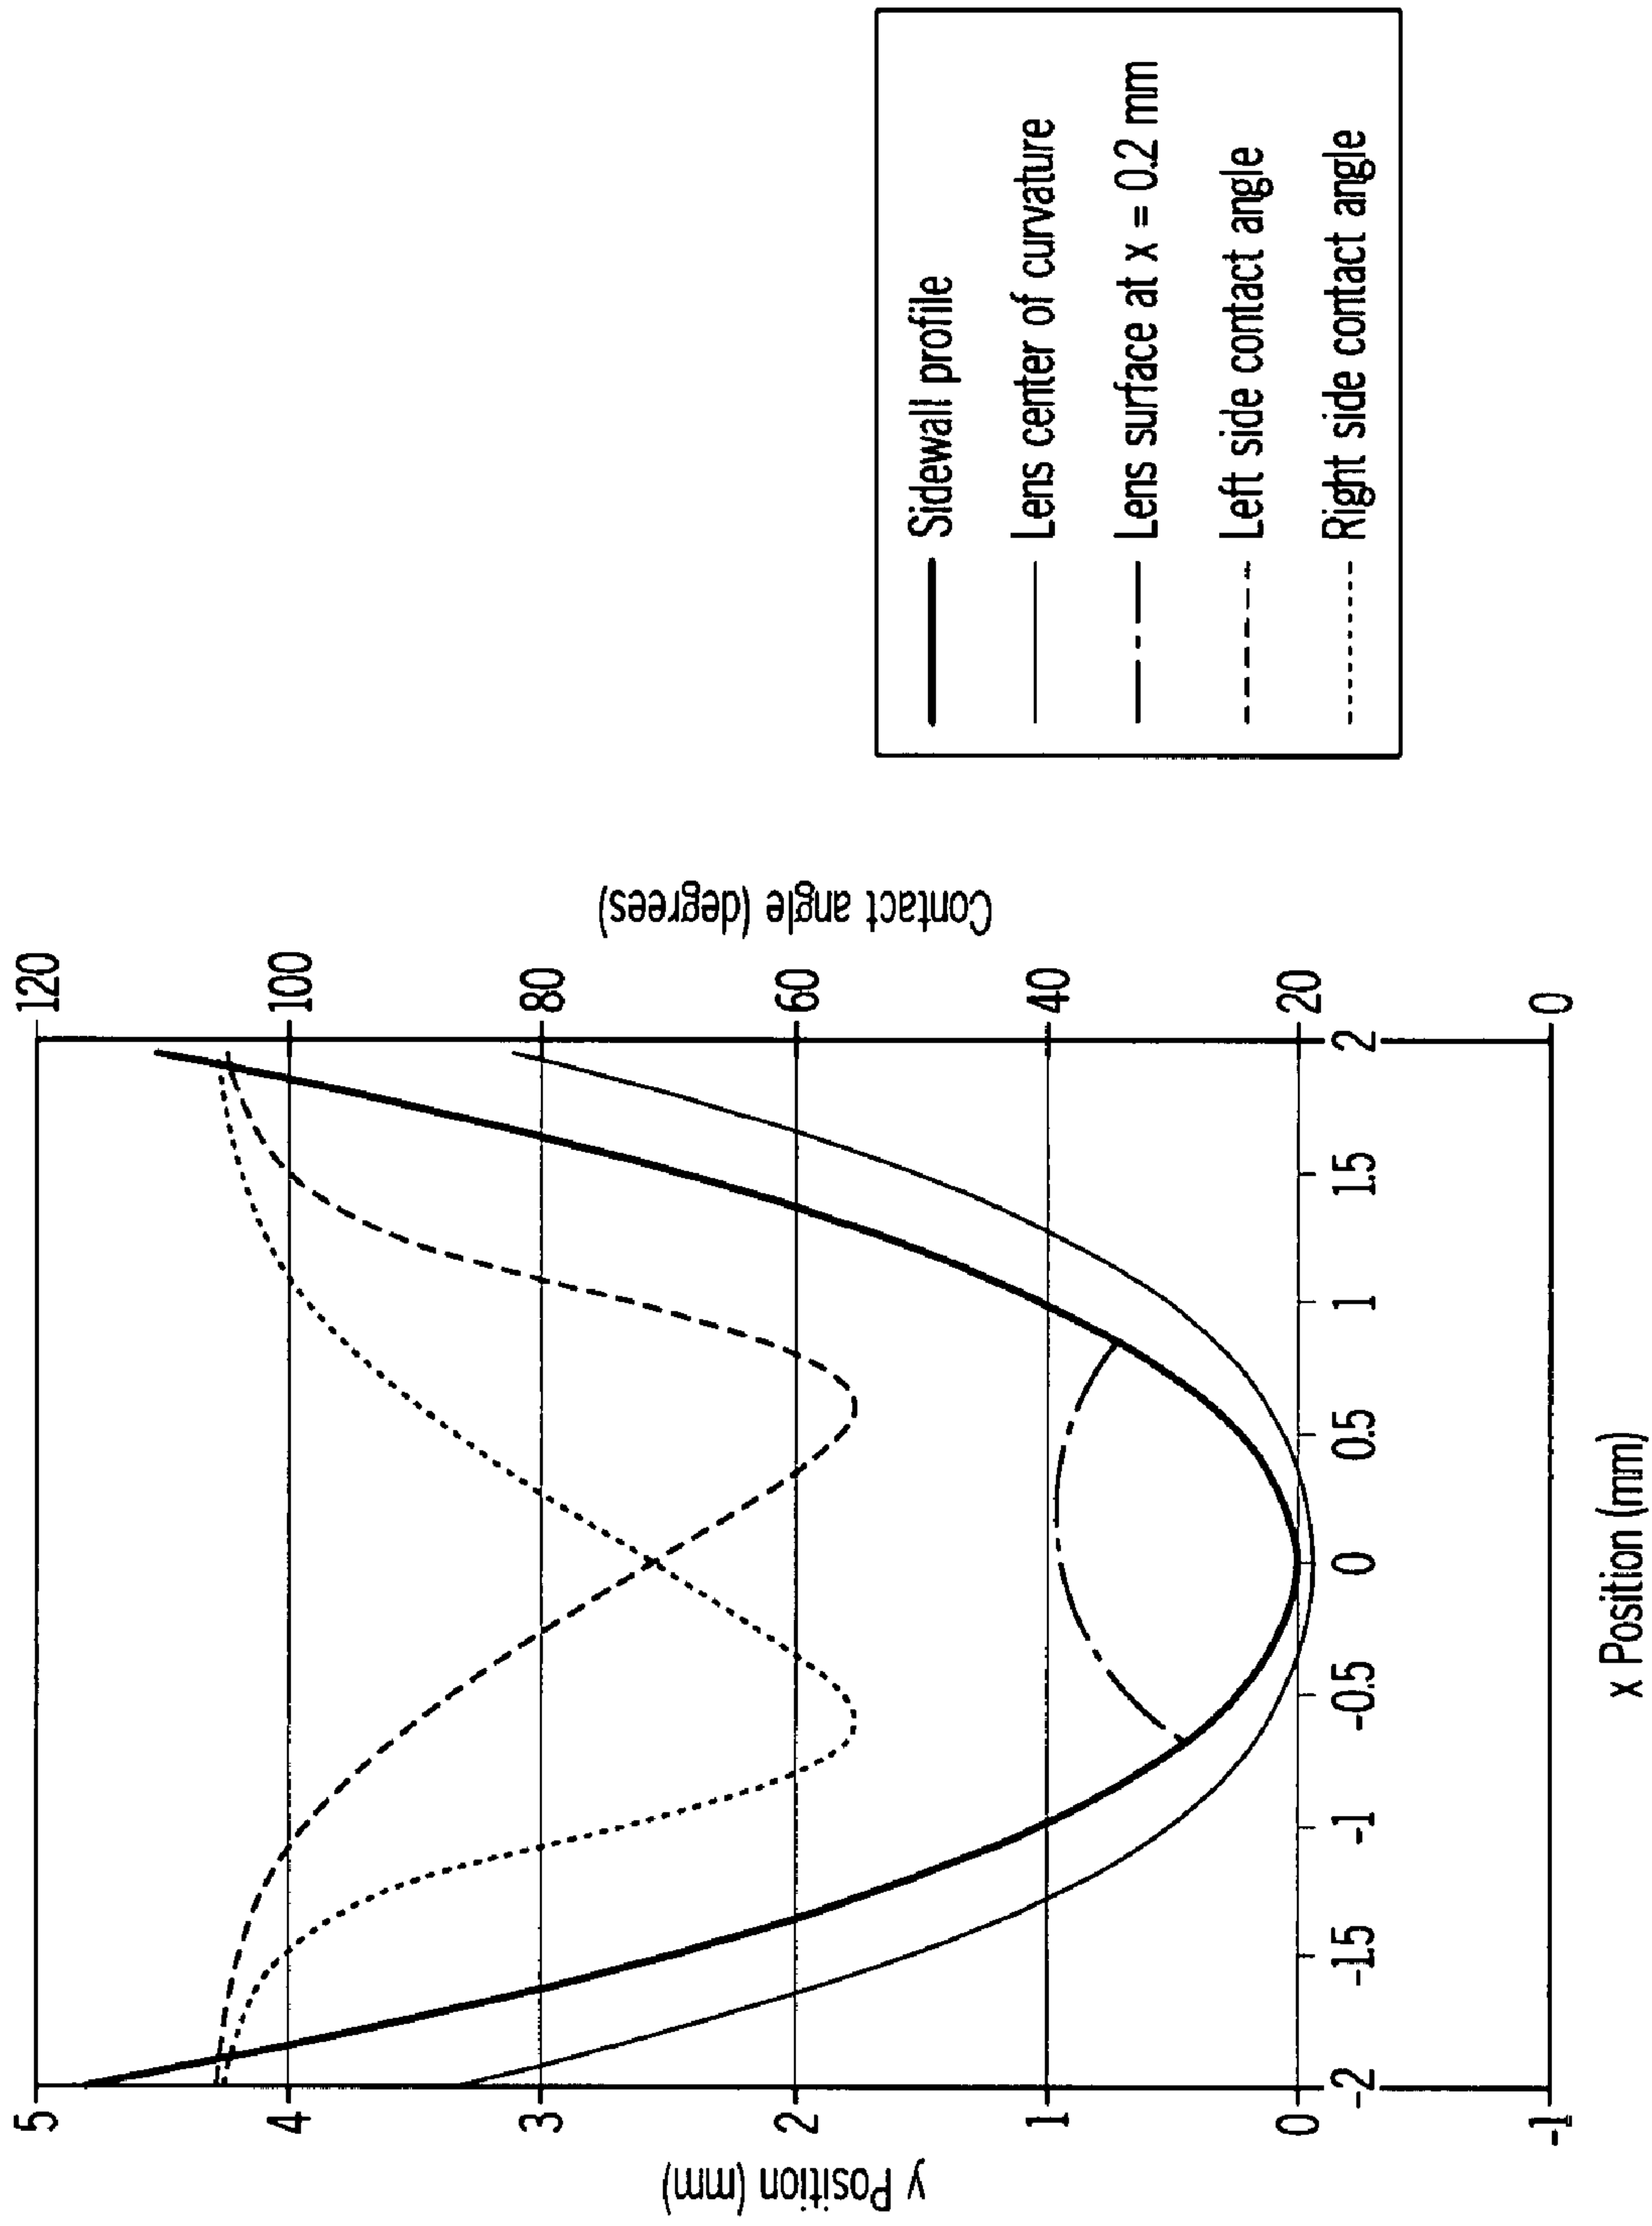 y Position (mm)
5
4
3
2
1
0
-1
-2
-1.5
-1
-0.5
0
0.5
1
1.5
2
x Position (mm)
120
100
80
60
40
20
0
Contact angle (degrees)
Sidewall profile
Lens center of curvature
Lens surface at x = 0.2 mm
Left side contact angle
Right side contact angle